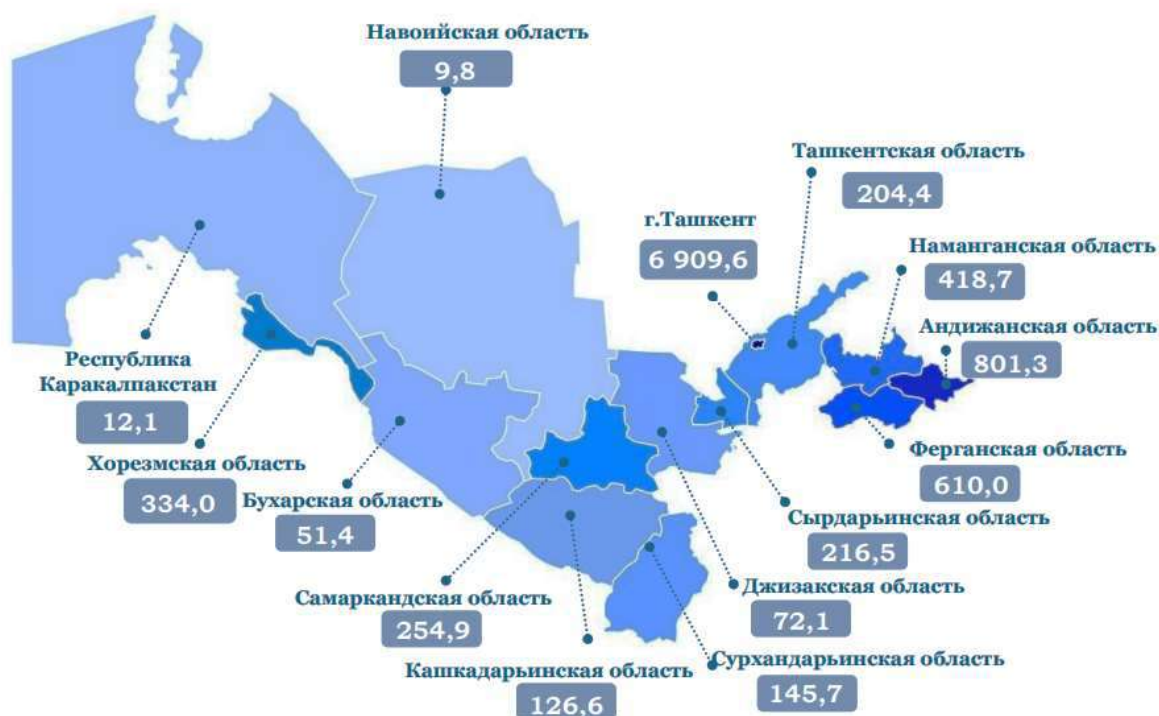 Навоийская область
9,8
Ташкентская область
204,4
г.Ташкент
6 909,6
Наманганская область
418,7
Андижанская область
801,3
Республика
Каракалпакстан
12,1
Хорезмская область
334,0
Бухарская область
51,4
Ферганская область
610,0
Сырдарьинская область
216,5
Самаркандская область
254,9
Джизакская область
72,1
Кашкадарьинская область
126,6
Сурхандарьинская область
145,7